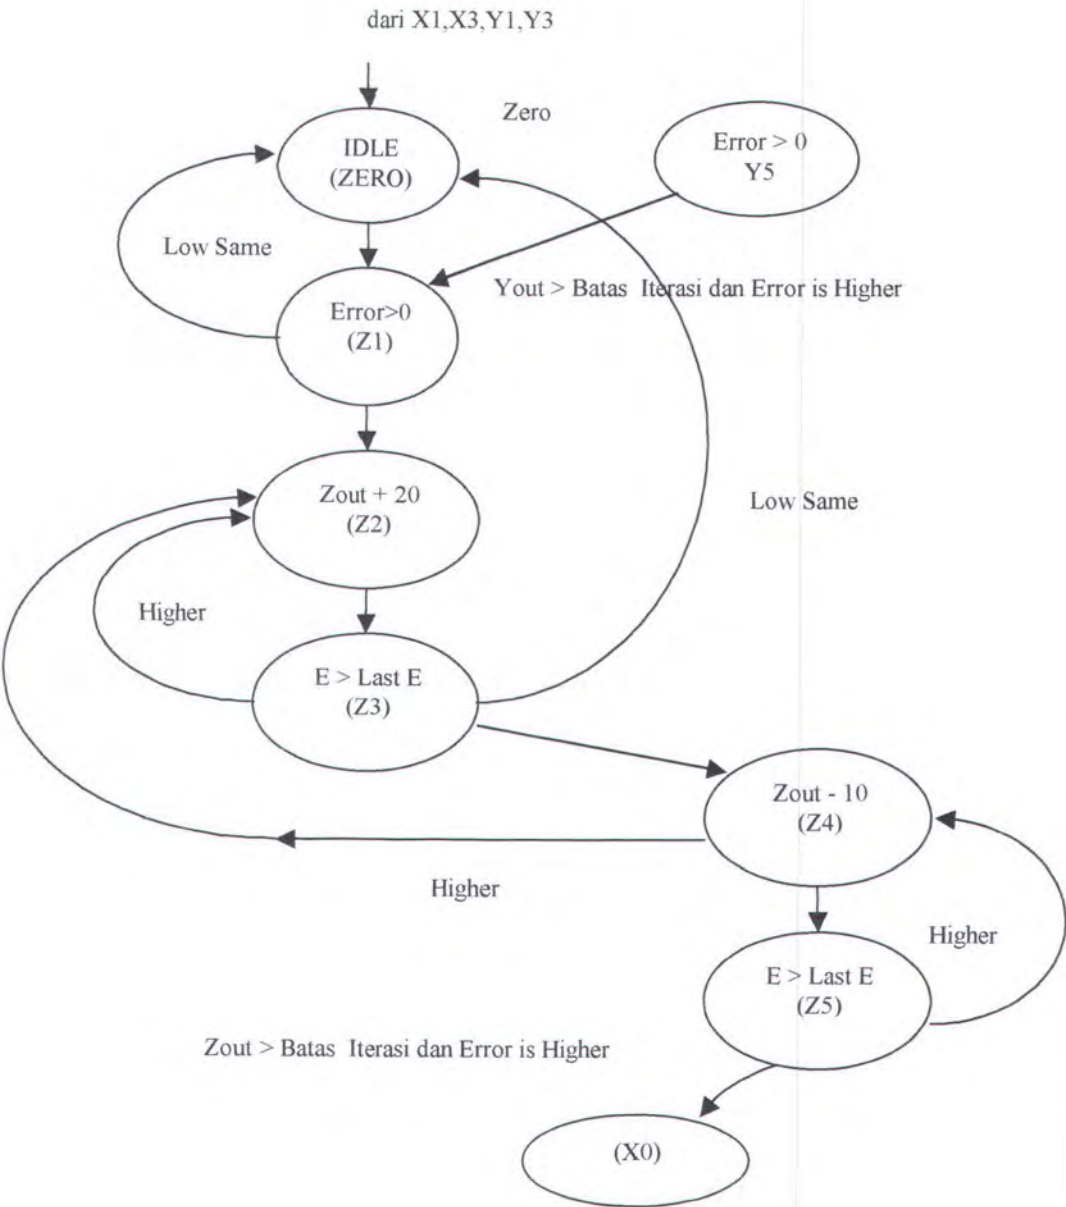 dari X1,X3,Y1,Y3
Zero
IDLE
(ZERO)
Error > 0
Y5
Low Same
Yout > Batas Iterasi dan Error is Higher
Error>0
(Z1)
Zout + 20
(Z2)
Low Same
Higher
E > Last E
(Z3)
Zout - 10
(Z4)
Higher
Higher
E > Last E
(Z5)
Zout > Batas Iterasi dan Error is Higher
(X0)